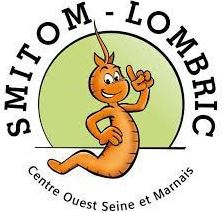 SMITOM - LOMBRIC
Centre Ouest Seine et Marnais